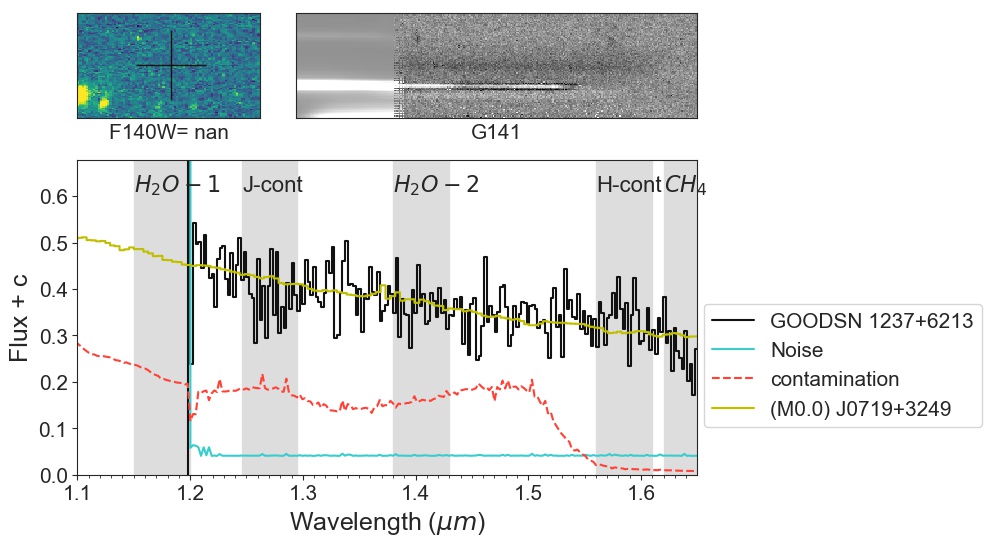 F140W= nan
G141
H₂O − 1
J-cont
H₂O − 2
H-cont
CH₄
0.6
0.5
0.4
0.3
0.2
0.1
0.0
Flux + c
1.1
1.2
1.3
1.4
1.5
1.6
Wavelength (μm)
GOODSN 1237+6213
Noise
contamination
(M0.0) J0719+3249